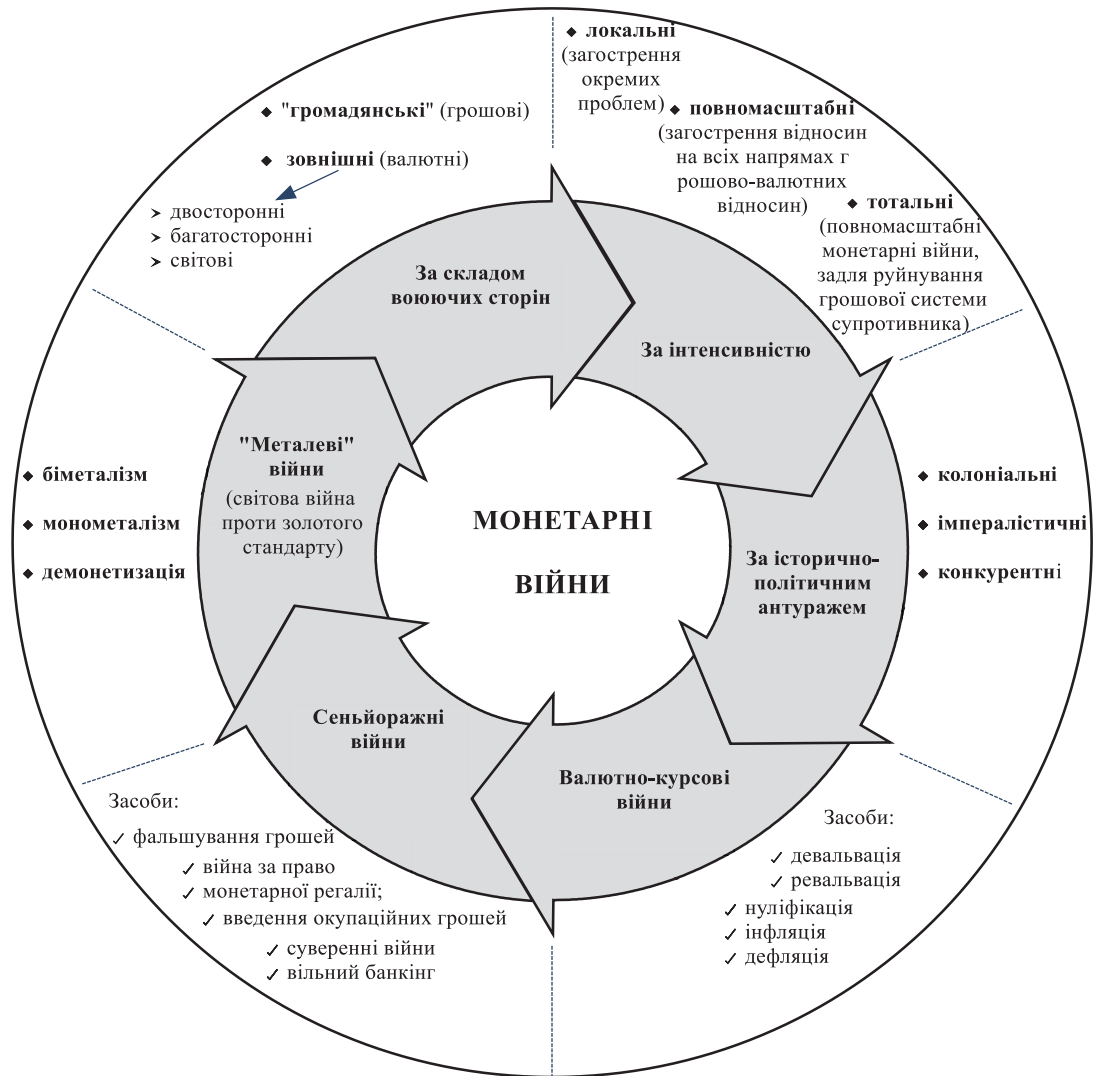 ◆ локальні
(загострення
окремих
проблем)
◆ повномасштабні
(загострення відносин
на всіх напрямах г
рошово-валютних
відносин)
◆ тотальні
(повномасштабні
монетарні війни,
задля руйнування
грошової системи
супротивника)
◆ "громадянські" (грошові)
◆ зовнішні (валютні)
➢ двосторонні
➢ багатосторонні
➢ світові
За складом
воюючих сторін
За інтенсивністю
"Металеві"
війни
(світова війна
проти золотого
стандарту)
◆ біметалізм
◆ монометалізм
◆ демонетизація
МОНЕТАРНІ
ВІЙНИ
За історично-
політичним
антуражем
◆ колоніальні
◆ імпералістичні
◆ конкурентні
Сеньйоражні
війни
Валютно-курсові
війни
Засоби:
✓ фальшування грошей
✓ війна за право
✓ монетарної регалії;
✓ введення окупаційних грошей
✓ суверенні війни
✓ вільний банкінг
Засоби:
✓ девальвація
✓ ревальвація
✓ нуліфікація
✓ інфляція
✓ дефляція